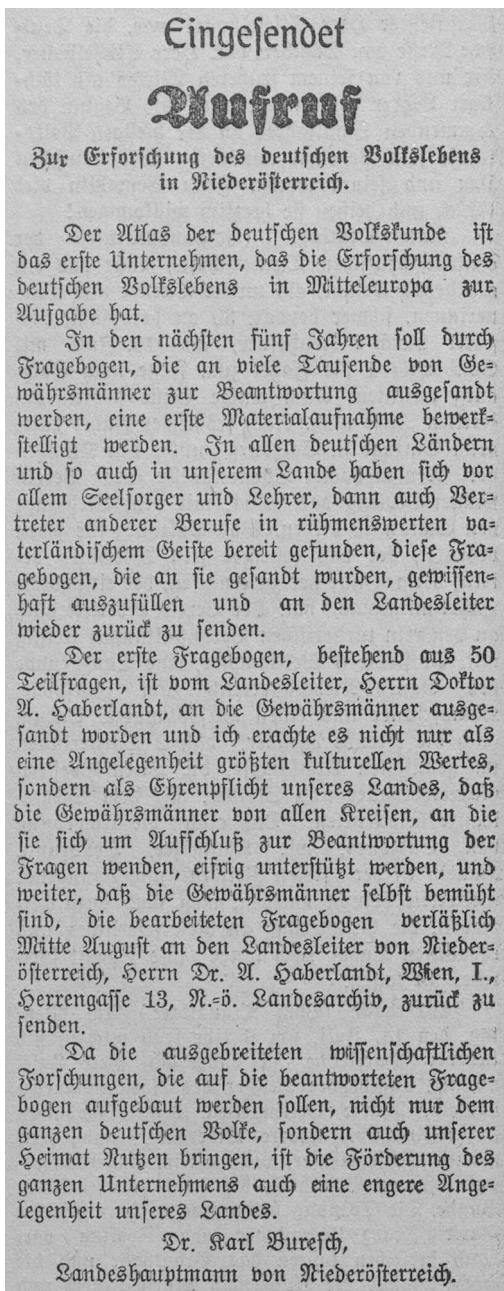 Eingesendet
Aufruf
Zur Erforschung des deutschen Volkslebens
in Niederösterreich.
Der Atlas der deutschen Volkskunde ist
das erste Unternehmen, das die Erforschung des
deutschen Volkslebens in Mitteleuropa zur
Aufgabe hat.
In den nächsten fünf Jahren soll durch
Fragebogen, die an viele Tausende von Ge=
währsmänner zur Beantwortung ausgesandt
werden, eine erste Materialaufnahme bewerk=
stelligt werden. In allen deutschen Ländern
und so auch in unserem Lande haben sich vor
allem Seelsorger und Lehrer, dann auch Ver=
treter anderer Berufe in rühmenswerten va=
terländischem Geiste bereit gefunden, diese Fra=
gebogen, die an sie gesandt wurden, gewissen=
haft auszufüllen und an den Landesleiter
wieder zurück zu senden.
Der erste Fragebogen, bestehend aus 50
Teilfragen, ist vom Landesleiter, Herrn Doktor
A. Haberlandt, an die Gewährsmänner ausge=
sandt worden und ich erachte es nicht nur als
eine Angelegenheit größten kulturellen Wertes,
sondern als Ehrenpflicht unseres Landes, daß
die Gewährsmänner von allen Kreisen, an die
sie sich um Aufschluß zur Beantwortung der
Fragen wenden, eifrig unterstützt werden, und
weiter, daß die Gewährsmänner selbst bemüht
sind, die bearbeiteten Fragebogen verläßlich
Mitte August an den Landesleiter von Nieder=
österreich, Herrn Dr. A. Haberlandt, Wien, I.,
Herrengasse 13, N.=ö. Landesarchiv, zurück zu
senden.
Da die ausgebreiteten wissenschaftlichen
Forschungen, die auf die beantworteten Frage=
bogen aufgebaut werden sollen, nicht nur dem
ganzen deutschen Volke, sondern auch unserer
Heimat Nutzen bringen, ist die Förderung des
ganzen Unternehmens auch eine engere Ange=
legenheit unseres Landes.
Dr. Karl Buresch,
Landeshauptmann von Niederösterreich.